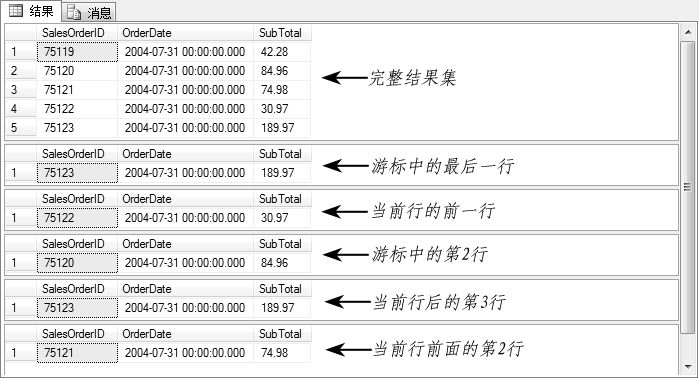 结果 消息
SalesOrderID OrderDate SubTotal
1 75119 2004-07-31 00:00:00.000 42.28
2 75120 2004-07-31 00:00:00.000 84.96
3 75121 2004-07-31 00:00:00.000 74.98 完整结果集
4 75122 2004-07-31 00:00:00.000 30.97
5 75123 2004-07-31 00:00:00.000 189.97
SalesOrderID OrderDate SubTotal
1 75123 2004-07-31 00:00:00.000 189.97 游标中的最后一行
SalesOrderID OrderDate SubTotal
1 75122 2004-07-31 00:00:00.000 30.97 当前行的前一行
SalesOrderID OrderDate SubTotal
1 75120 2004-07-31 00:00:00.000 84.96 游标中的第2行
SalesOrderID OrderDate SubTotal
1 75123 2004-07-31 00:00:00.000 189.97 当前行后的第3行
SalesOrderID OrderDate SubTotal
1 75121 2004-07-31 00:00:00.000 74.98 当前行前面的第2行